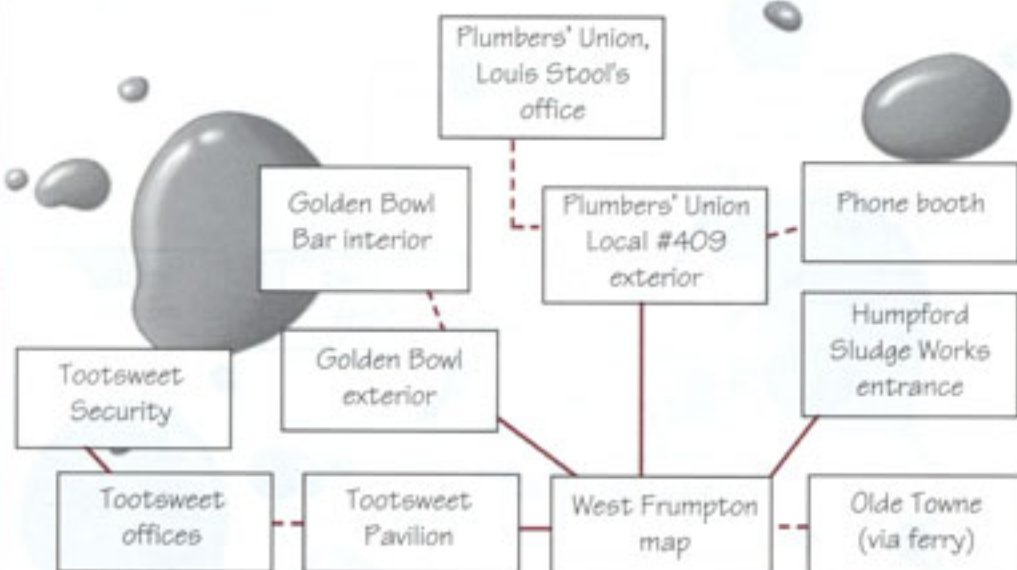 Plumbers' Union,
Louis Stool's
office
Golden Bowl
Bar interior
Plumbers' Union
Local #409
exterior
Phone booth
Humpford
Sludge Works
entrance
Golden Bowl
exterior
Tootsweet
Security
Tootsweet
offices
Tootsweet
Pavilion
West Frumpton
map
Olde Towne
(via ferry)